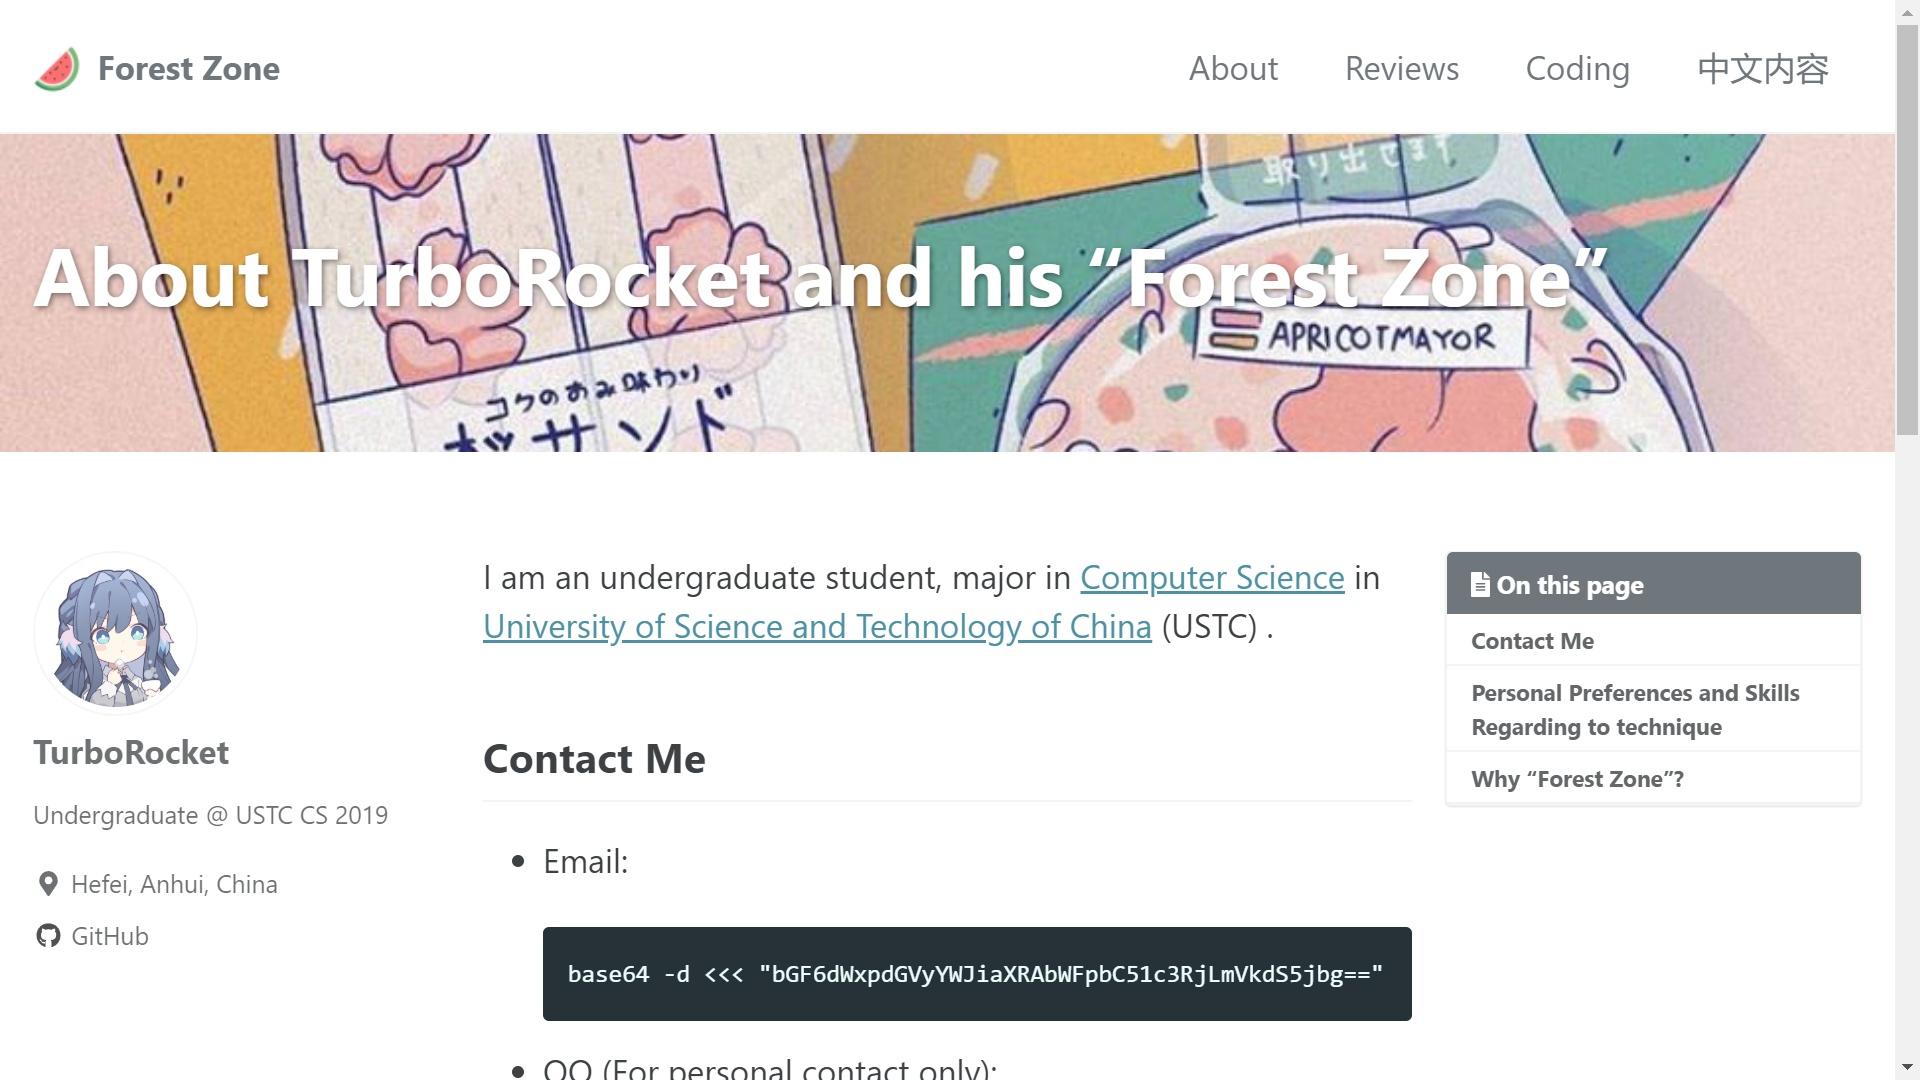 Forest Zone
About
Reviews
Coding
中文内容
取り出せます
About TurboRocket and his “Forest Zone”
APRICOTMAYOR
コクのあみ味わり
ボサンド
TurboRocket
Undergraduate @ USTC CS 2019
Hefei, Anhui, China
GitHub
I am an undergraduate student, major in Computer Science in
University of Science and Technology of China (USTC) .
Contact Me
Email:
base64 -d <<< "bGF6dWxpdGVyYWJiaXRAbWFpbC51c3RjLmVkdS5jbg=="
QQ (For personal contact only):
On this page
Contact Me
Personal Preferences and Skills
Regarding to technique
Why “Forest Zone”?